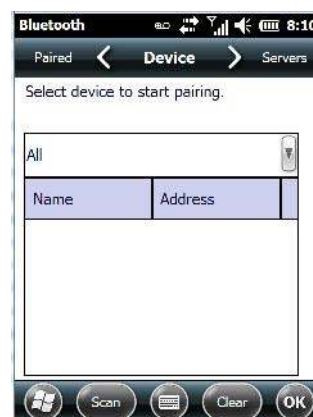 Bluetooth 8:10
Paired Device Servers
Select device to start pairing.
All
Name Address
Scan Clear OK